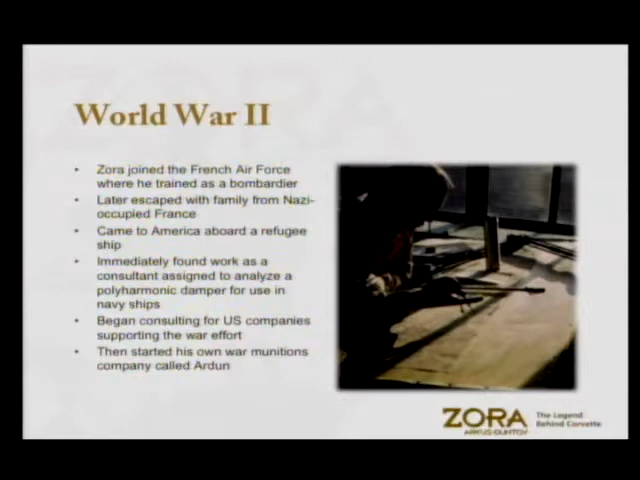 World War II
• Zora joined the French Air Force
where he trained as a bombardier
• Later escaped with family from Nazi-
occupied France
• Came to America aboard a refugee
ship
• Immediately found work as a
consultant assigned to analyze a
polyharmonic damper for use in
navy ships
• Began consulting for US companies
supporting the war effort
• Then started his own war munitions
company called Ardun
ZORA
ARKUS-DUNTOV
The Legend
Behind Corvette